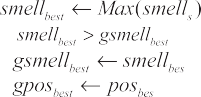 smell_best ← Max(smell_s)
smell_best > gsmell_best
gsmell_best ← smell_bes
gpos_best ← pos_bes